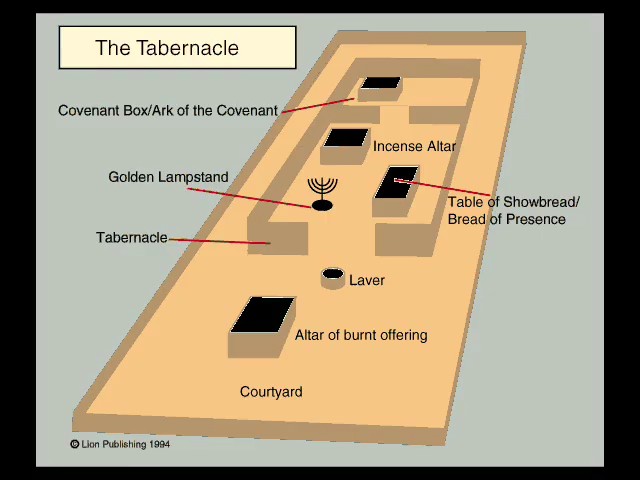 The Tabernacle
Covenant Box/Ark of the Covenant
Incense Altar
Golden Lampstand
Table of Showbread/
Bread of Presence
Tabernacle
Laver
Altar of burnt offering
Courtyard
© Lion Publishing 1994